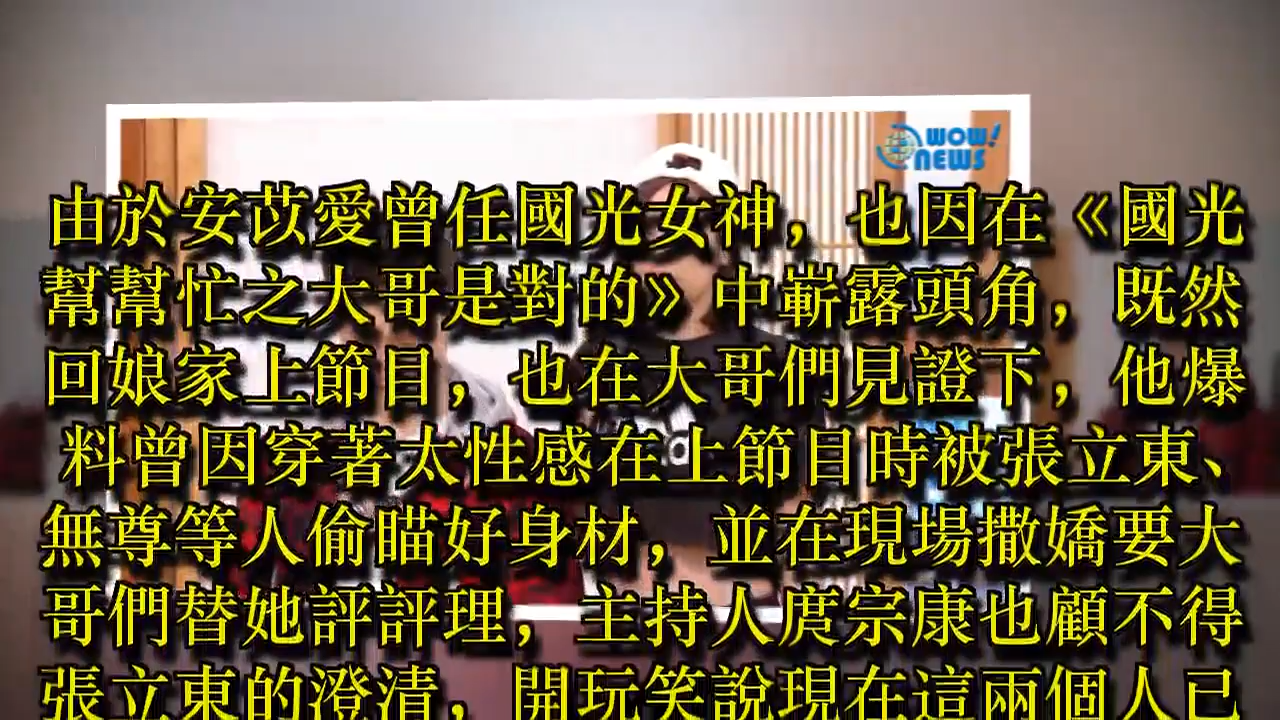 WOW!
NEWS
由於安苡愛曾任國光女神，也因在《國光
幫幫忙之大哥是對的》中嶄露頭角，既然
回娘家上節目，也在大哥們見證下，他爆
料曾因穿著太性感在上節目時被張立東、
無尊等人偷瞄好身材，並在現場撒嬌要大
哥們替她評評理，主持人庹宗康也顧不得
張立東的澄清，開玩笑說現在這兩個人已